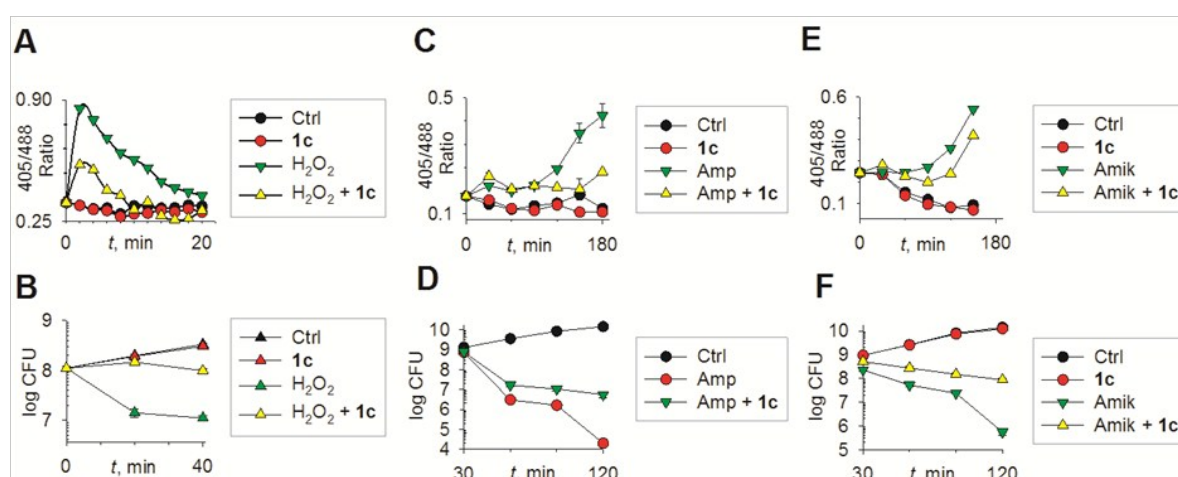 A
0.90
405/488
Ratio
0.25
0
t, min
20
Ctrl
1c
H₂O₂
H₂O₂ + 1c
C
0.5
405/488
Ratio
0.1
0
t, min
180
Ctrl
1c
Amp
Amp + 1c
E
0.6
405/488
Ratio
0.1
0
t, min
180
Ctrl
1c
Amik
Amik + 1c
B
9
8
7
log CFU
0
t, min
40
Ctrl
1c
H₂O₂
H₂O₂ + 1c
D
10
9
8
7
6
5
4
log CFU
30
t, min
120
Ctrl
Amp
Amp + 1c
F
10
9
8
7
6
5
log CFU
30
t, min
120
Ctrl
1c
Amik
Amik + 1c